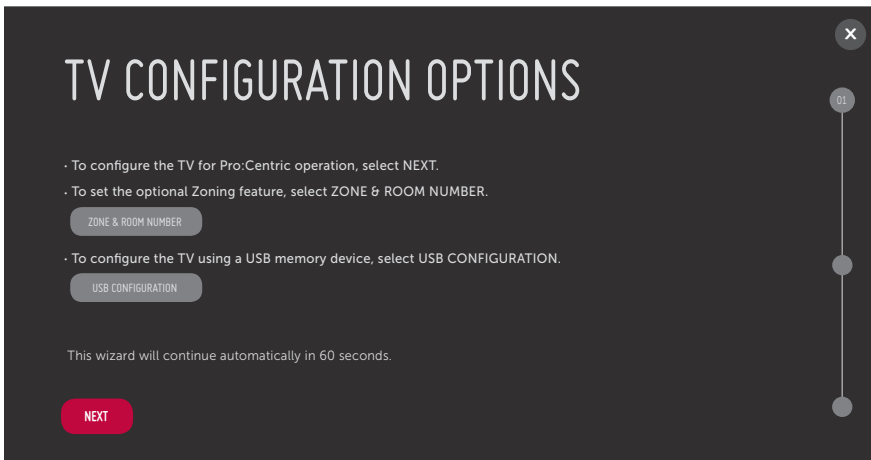 X
TV CONFIGURATION OPTIONS
01
· To configure the TV for Pro:Centric operation, select NEXT.
· To set the optional Zoning feature, select ZONE & ROOM NUMBER.
ZONE & ROOM NUMBER
· To configure the TV using a USB memory device, select USB CONFIGURATION.
USB CONFIGURATION
This wizard will continue automatically in 60 seconds.
NEXT